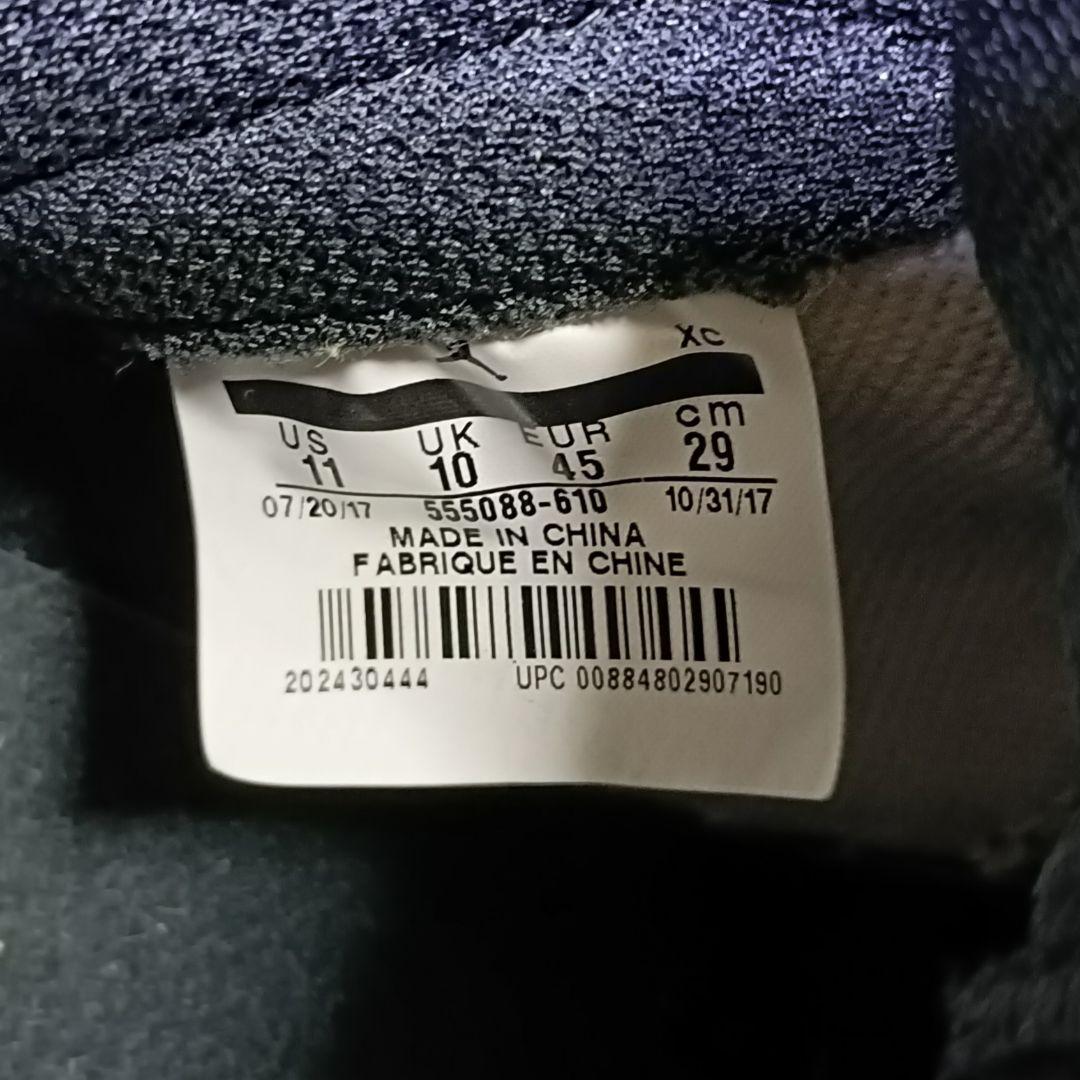 XC
US UK EUR cm
11 10 45 29
07/20/17 555088-610 10/31/17
MADE IN CHINA
FABRIQUE EN CHINE
202430444 UPC 00884802907190